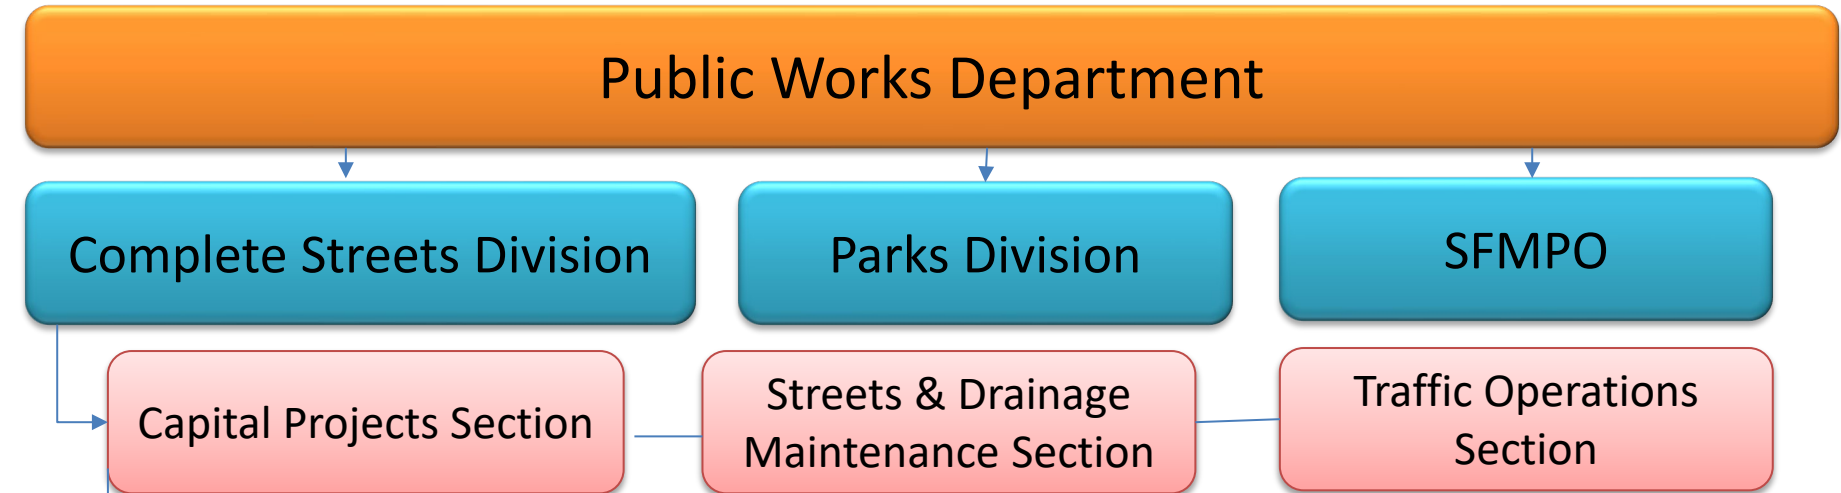 Public Works Department
Complete Streets Division
Parks Division
SFMPO
Capital Projects Section
Streets & Drainage
Maintenance Section
Traffic Operations
Section